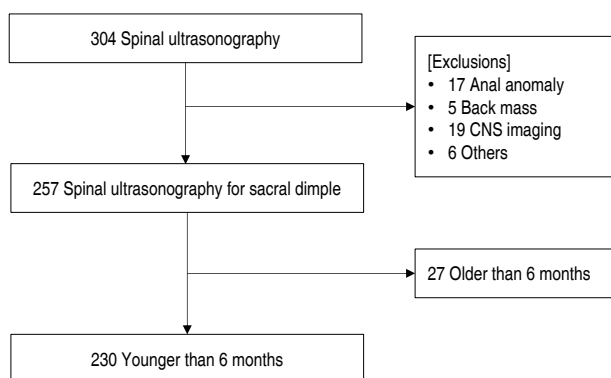 304 Spinal ultrasonography
[Exclusions]
• 17 Anal anomaly
• 5 Back mass
• 19 CNS imaging
• 6 Others
257 Spinal ultrasonography for sacral dimple
27 Older than 6 months
230 Younger than 6 months